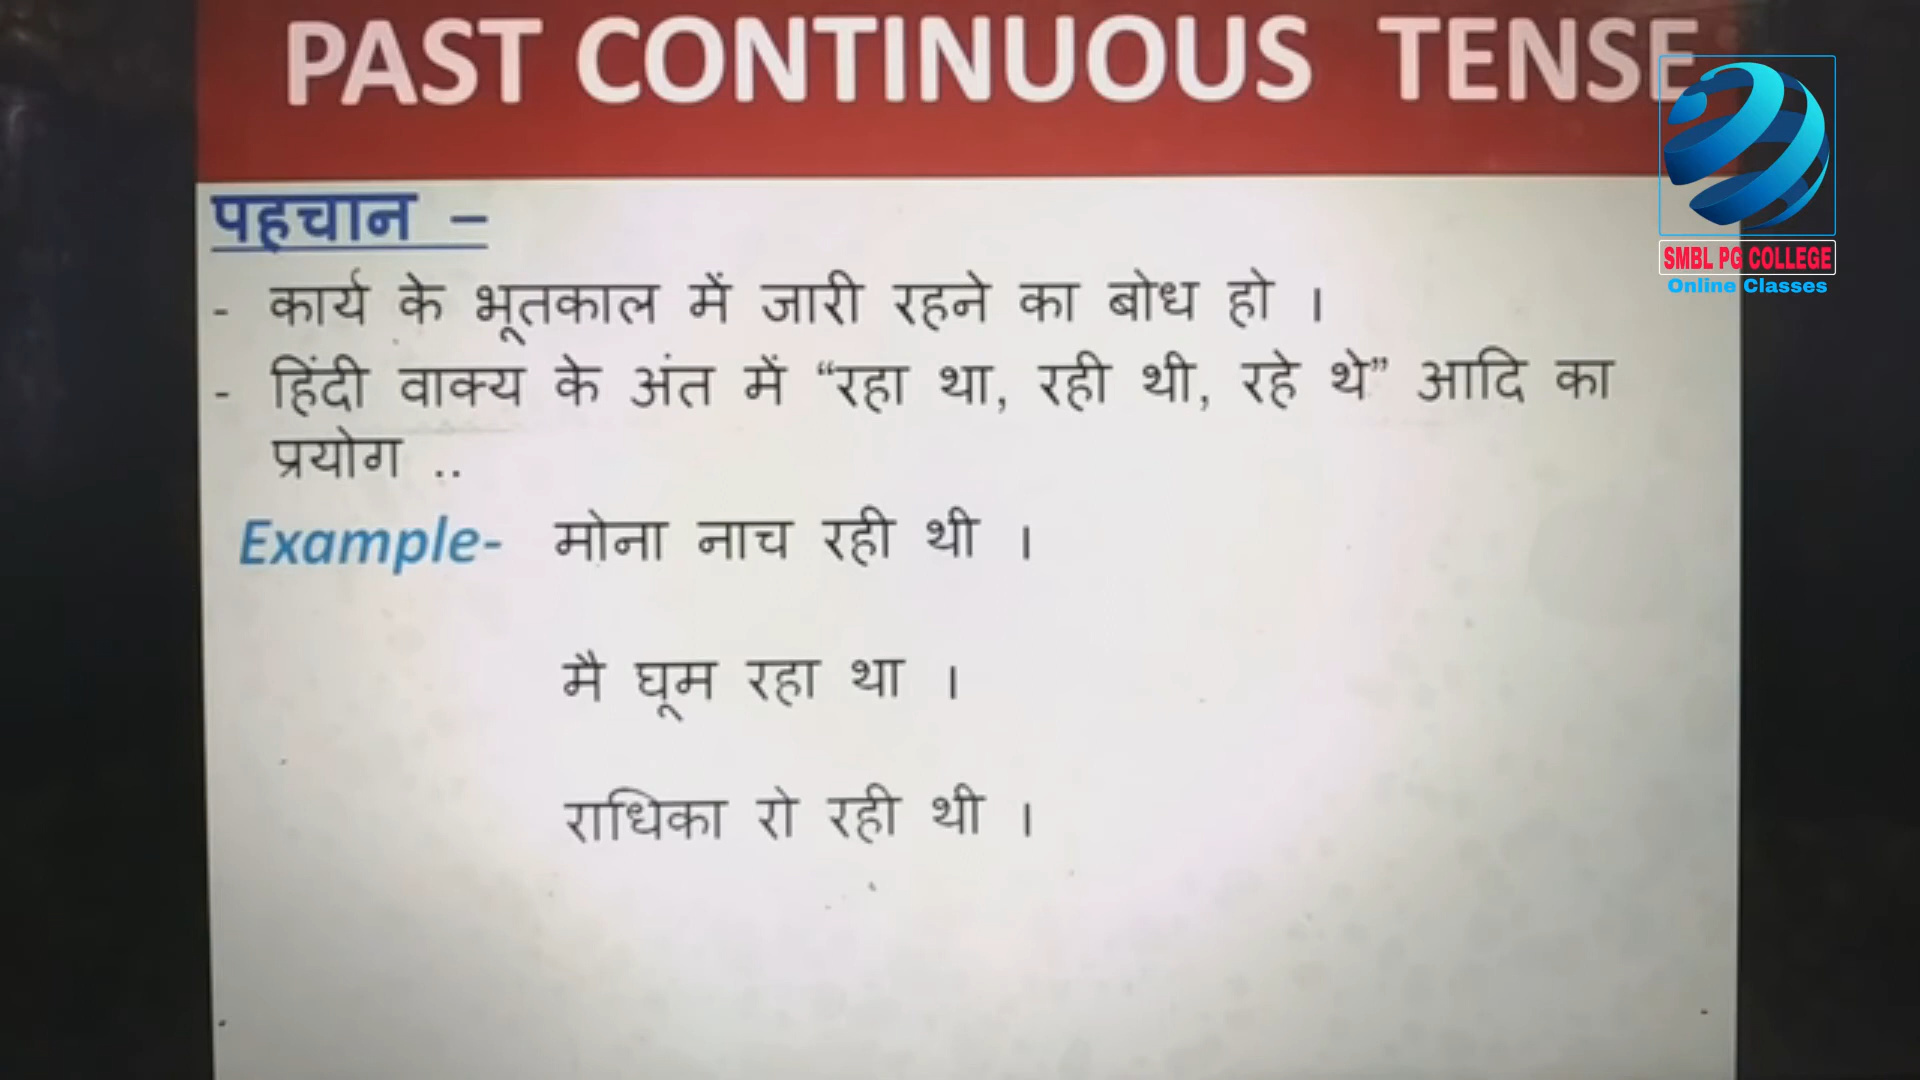 PAST CONTINUOUS TENSE
पहचान –
- कार्य के भूतकाल में जारी रहने का बोध हो ।
- हिंदी वाक्य के अंत में “रहा था, रही थी, रहे थे” आदि का
प्रयोग ..
Example- मोना नाच रही थी ।
मै घूम रहा था ।
राधिका रो रही थी ।
SMBL PG COLLEGE
Online Classes